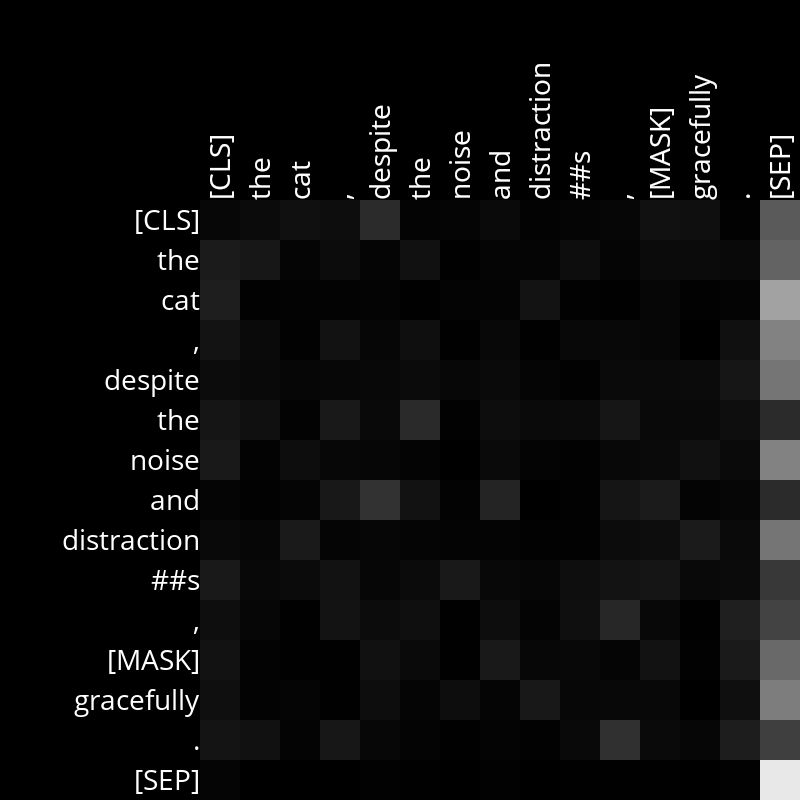 [CLS] the cat , despite the noise and distraction ##s , [MASK] gracefully . [SEP]
[CLS]
the
cat
,
despite
the
noise
and
distraction
##s
,
[MASK]
gracefully
.
[SEP]